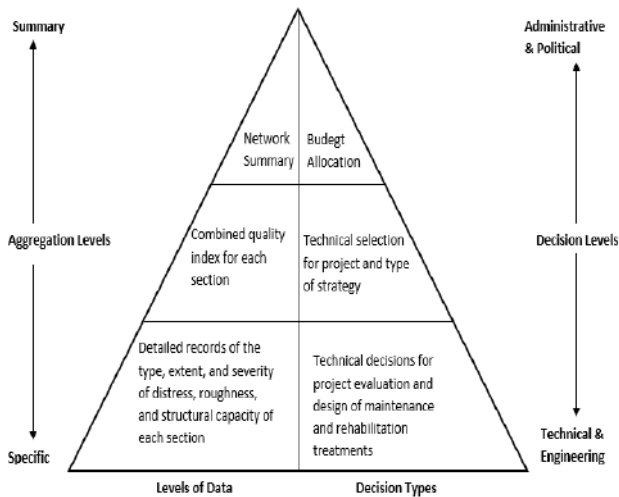 Summary
Administrative
& Political
Network
Summary
Budegt
Allocation
Aggregation Levels
Combined quality
index for each
section
Technical selection
for project and type
of strategy
Decision Levels
Detailed records of the
type, extent, and severity
of distress, roughness,
and structural capacity of
each section
Technical decisions for
project evaluation and
design of maintenance
and rehabilitation
treatments
Specific
Technical &
Engineering
Levels of Data
Decision Types